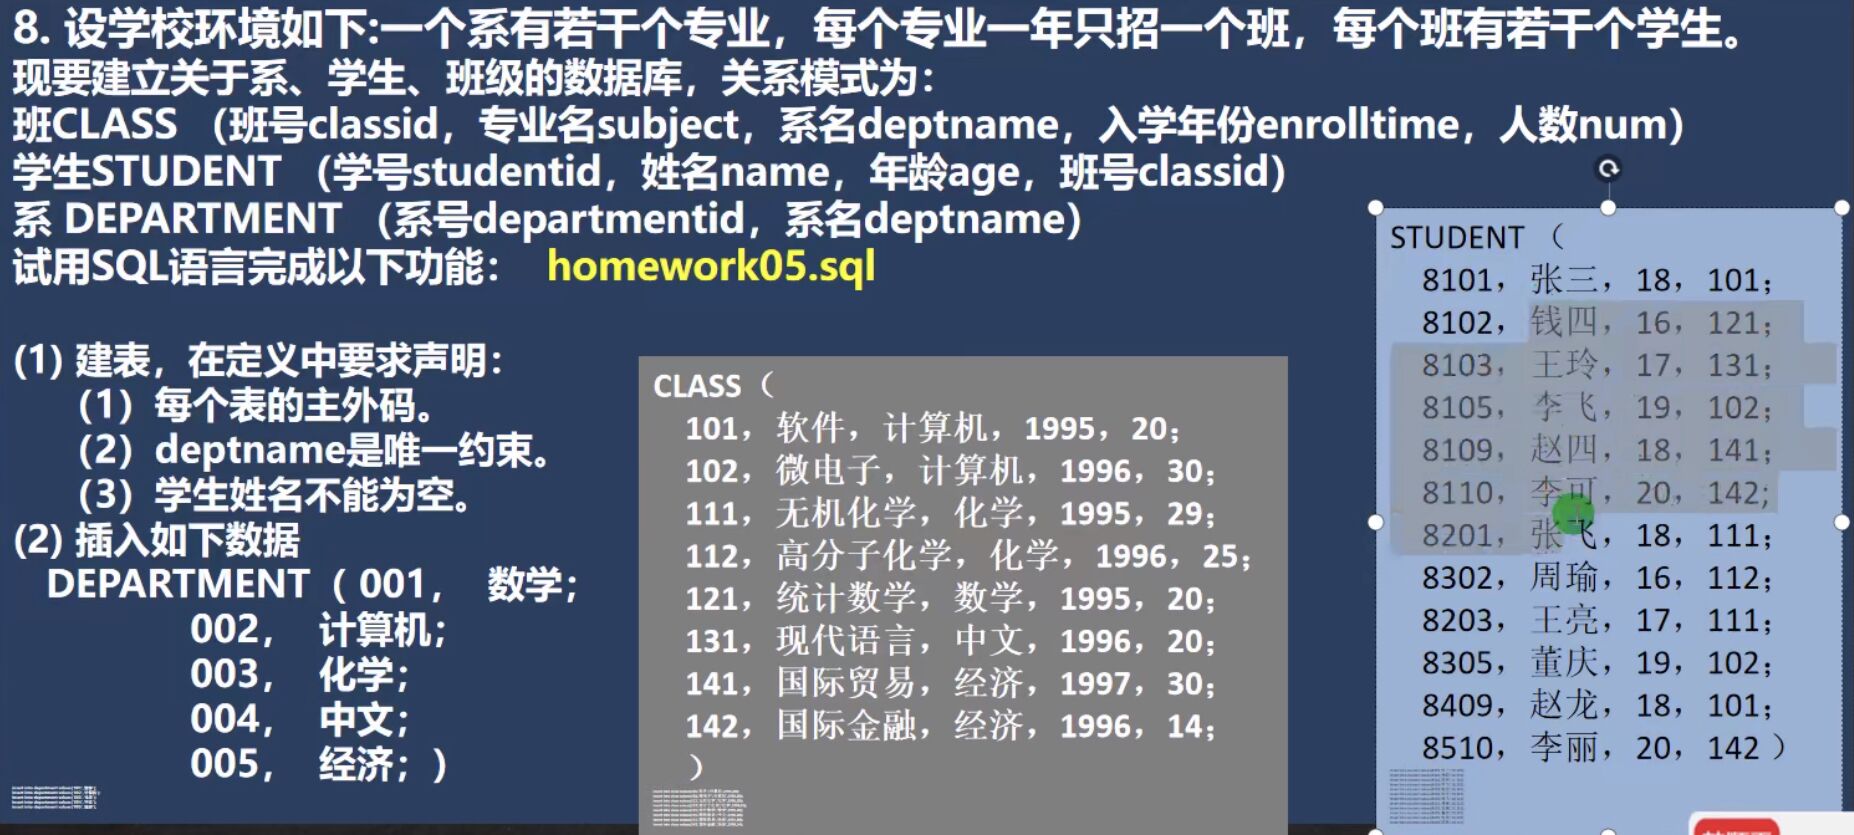 8. 设学校环境如下:一个系有若干个专业，每个专业一年只招一个班，每个班有若干个学生。
现要建立关于系、学生、班级的数据库，关系模式为：
班CLASS （班号classid，专业名subject，系名deptname，入学年份enrolltime，人数num）
学生STUDENT （学号studentid，姓名name，年龄age，班号classid）
系 DEPARTMENT （系号departmentid，系名deptname）
试用SQL语言完成以下功能： homework05.sql
(1) 建表，在定义中要求声明：
（1）每个表的主外码。
（2）deptname是唯一约束。
（3）学生姓名不能为空。
(2) 插入如下数据
DEPARTMENT（ 001， 数学；
002， 计算机；
003， 化学；
004， 中文；
005， 经济；）
CLASS（
101，软件，计算机，1995，20；
102，微电子，计算机，1996，30；
111，无机化学，化学，1995，29；
112，高分子化学，化学，1996，25；
121，统计数学，数学，1995，20；
131，现代语言，中文，1996，20；
141，国际贸易，经济，1997，30；
142，国际金融，经济，1996，14；
）
STUDENT （
8101，张三，18，101；
8102，钱四，16，121；
8103，王玲，17，131；
8105，李飞，19，102；
8109，赵四，18，141；
8110，李可，20，142;
8201，张飞，18，111；
8302，周瑜，16，112；
8203，王亮，17，111；
8305，董庆，19，102；
8409，赵龙，18，101；
8510，李丽，20，142 ）